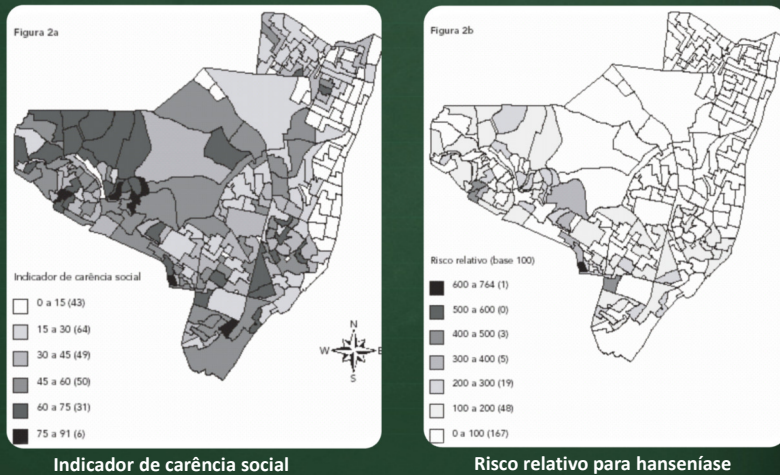 Figura 2a
Indicador de carência social
0 a 15 (43)
15 a 30 (64)
30 a 45 (49)
45 a 60 (50)
60 a 75 (31)
75 a 91 (6)
N
W
E
S
Indicador de carência social
Figura 2b
Risco relativo (base 100)
600 a 764 (1)
500 a 600 (0)
400 a 500 (3)
300 a 400 (5)
200 a 300 (19)
100 a 200 (48)
0 a 100 (167)
Risco relativo para hanseníase